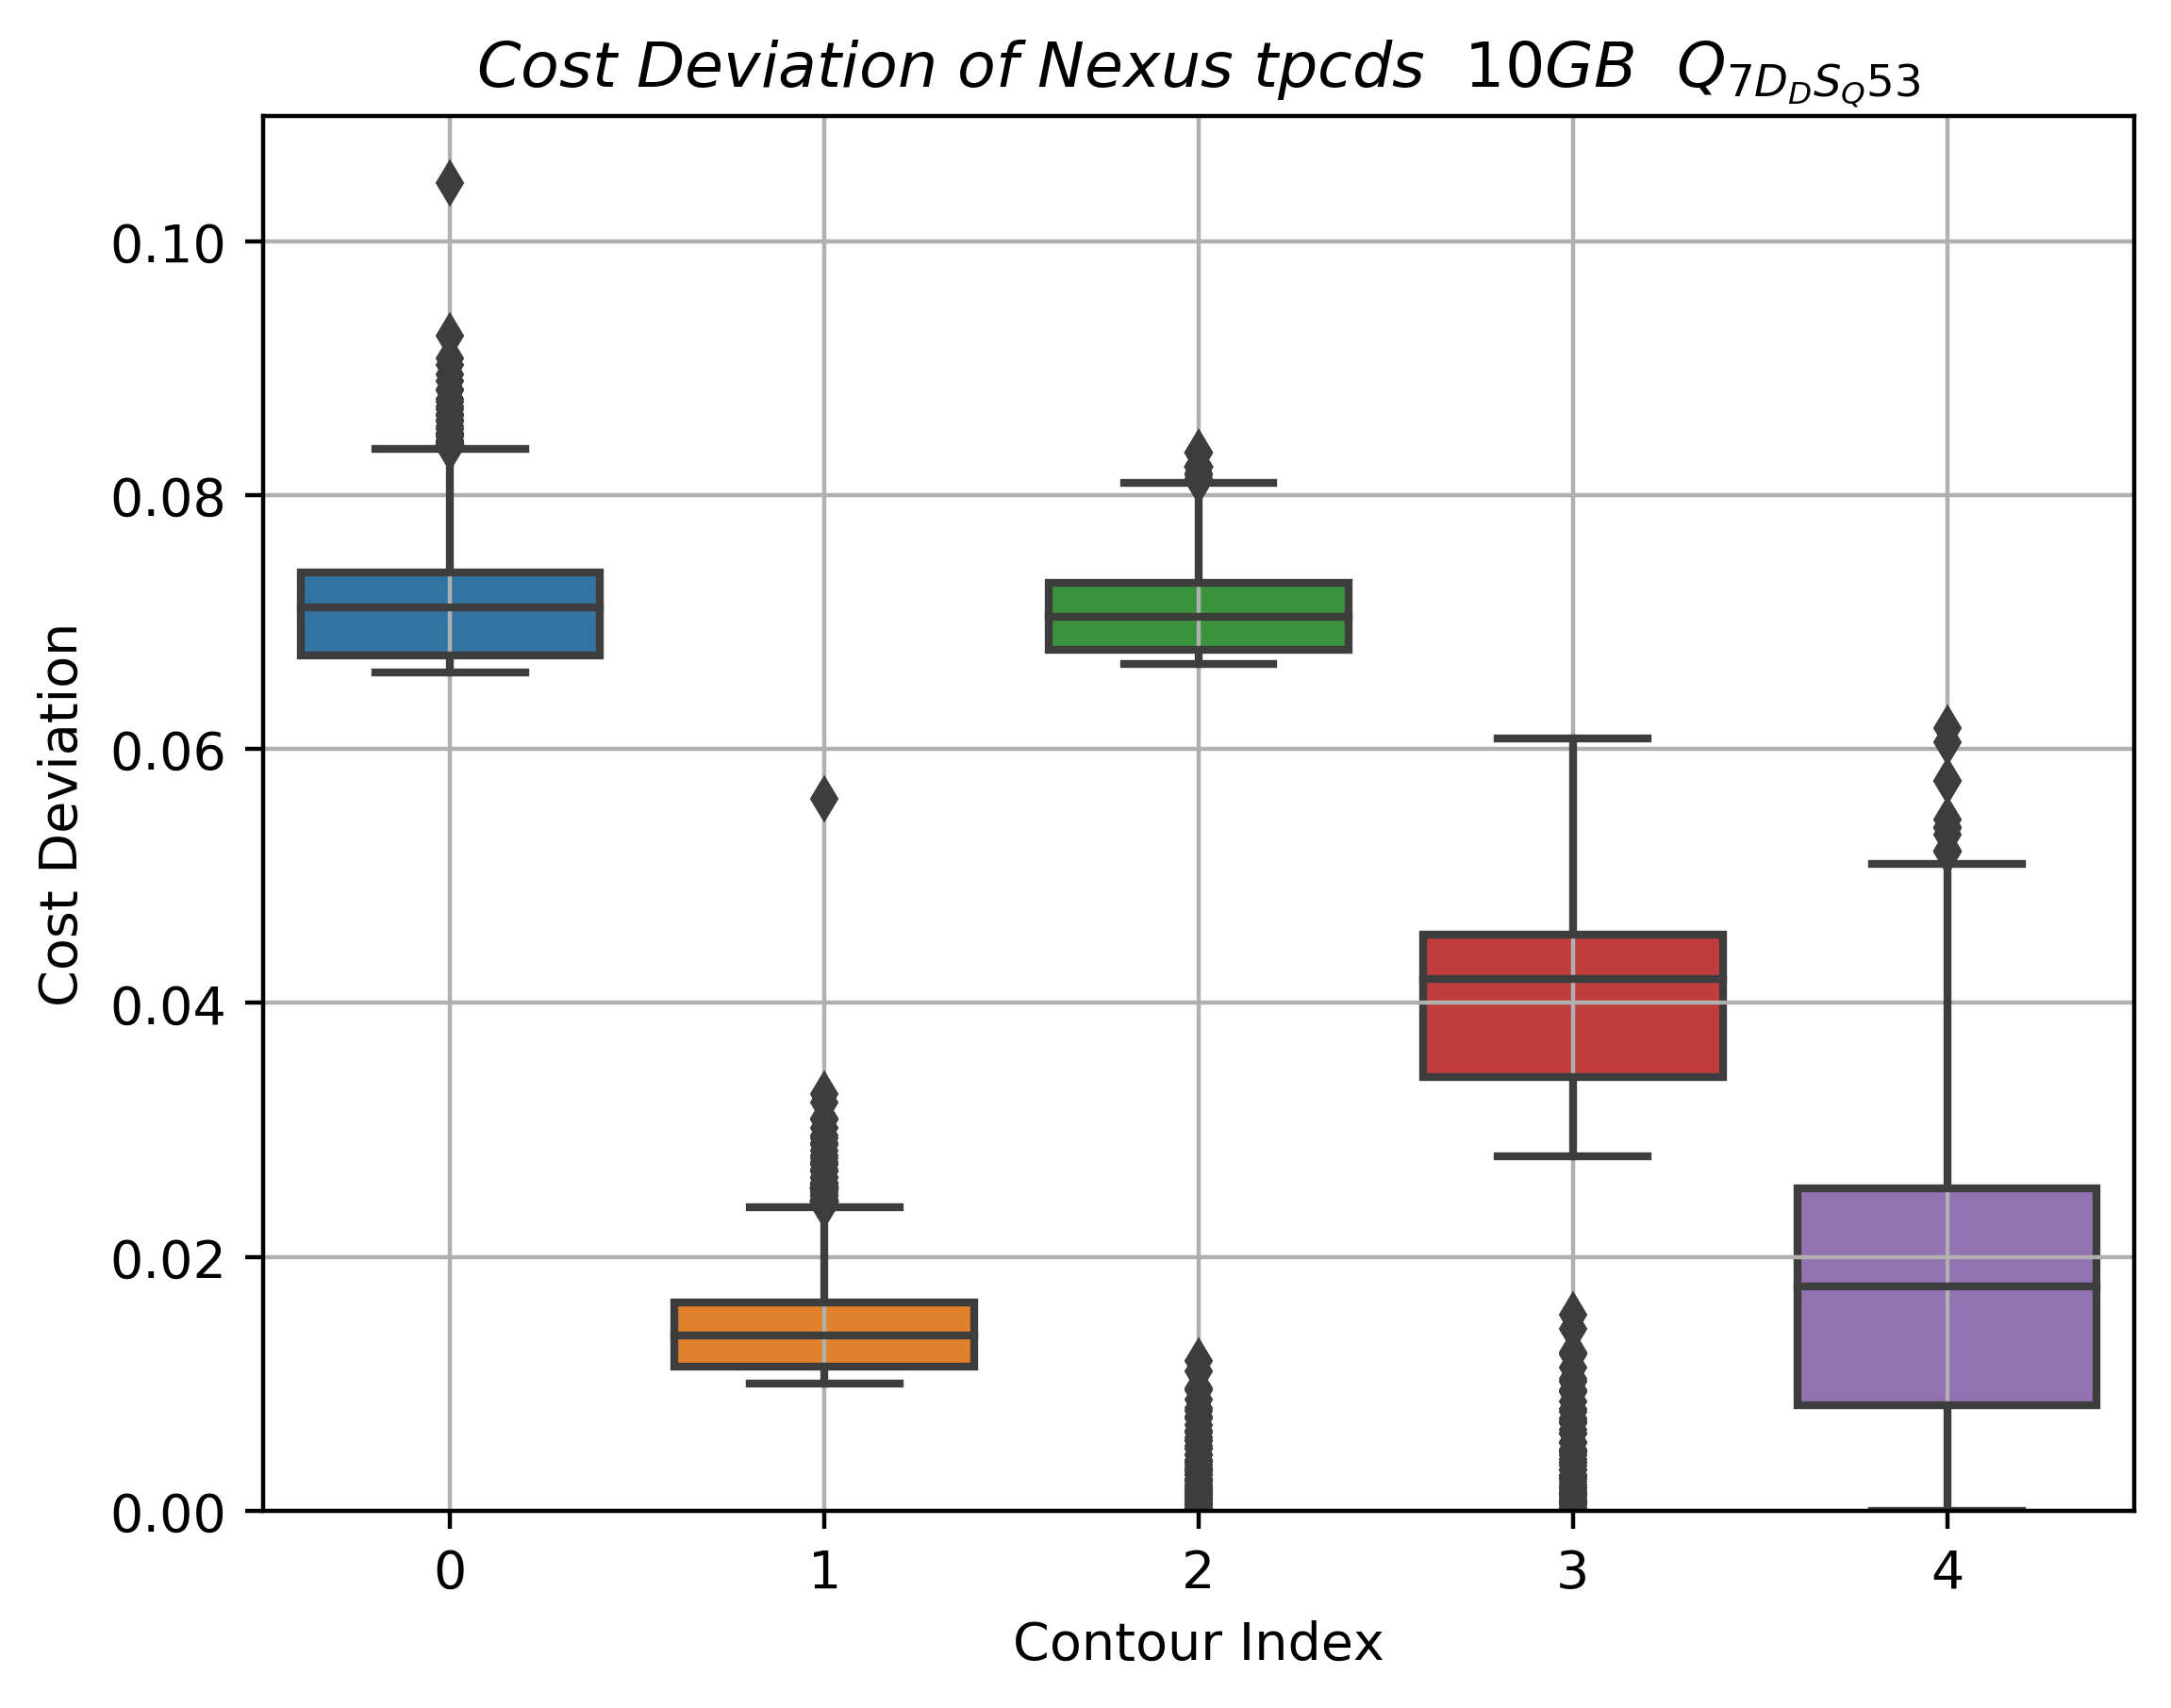 Cost Deviation of Nexus tpcds 10GB Q7DDSQ53
0.10
0.08
0.06
0.04
0.02
0.00
Cost Deviation
0 1 2 3 4
Contour Index